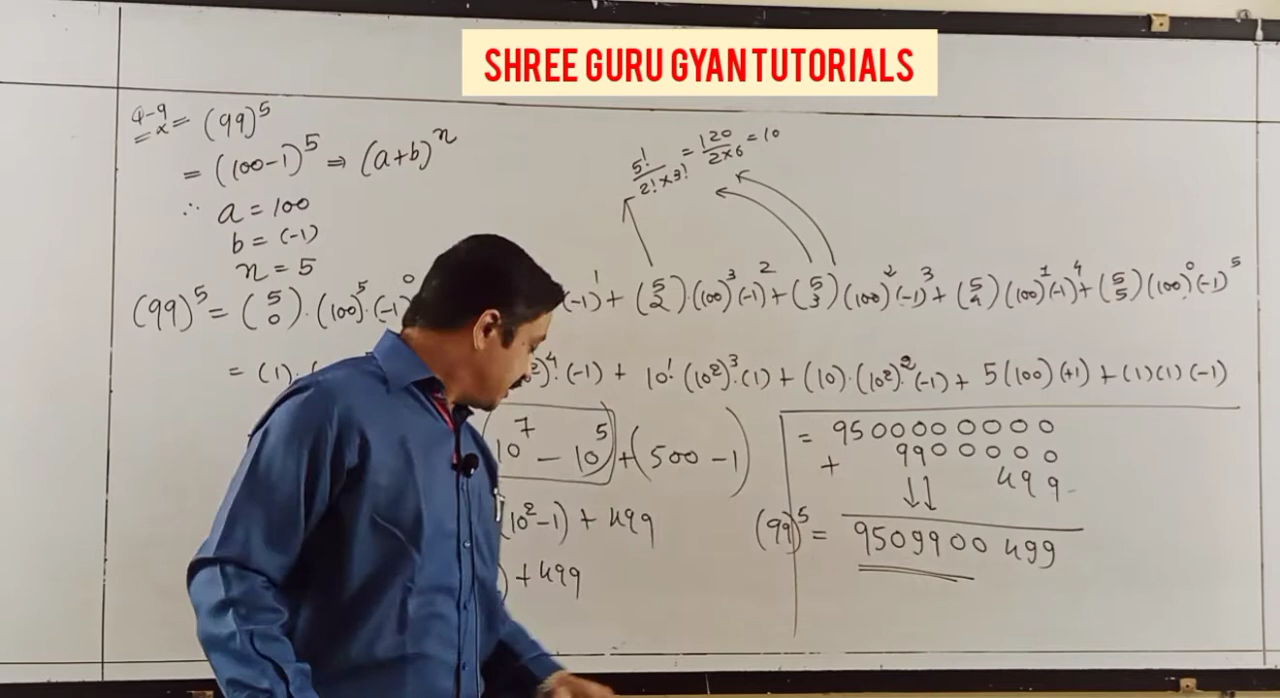 SHREE GURU GYAN TUTORIALS
Q-9
x = (99)^5
= (100-1)^5 ⇒ (a+b)^n
∴ a = 100
b = (-1)
n = 5
5!/(2!×3!) = 120/(2×6) = 10
(99)^5 = (5 0)·(100)^5·(-1)^0 (-1)^1 + (5 2)·(100)^3(-1)^2 + (5 3)(100)^2(-1)^3 + (5 4)(100)^1(-1)^4 + (5 5)(100)^0(-1)^5
= (1)· )^4·(-1) + 10·(10^2)^3·(1) + (10)·(10^2)^2·(-1) + 5(100)(+1) + (1)(1)(-1)
10^7 - 10^5) + (500-1)
(10^2-1) + 499
) + 499
= 9500000000
+ 9900000
499
(99)^5 = 9509900499